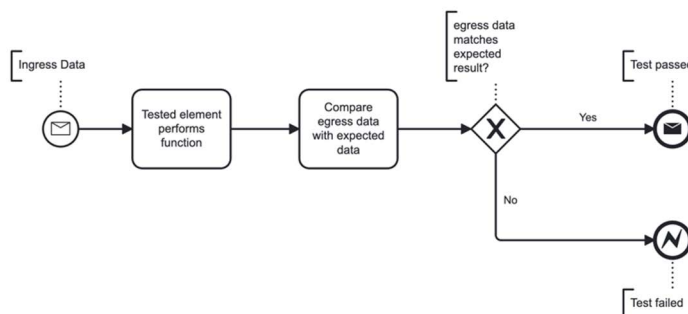 Ingress Data
Tested element
performs
function
Compare
egress data
with expected
data
egress data
matches
expected
result?
Yes
Test passed
No
Test failed